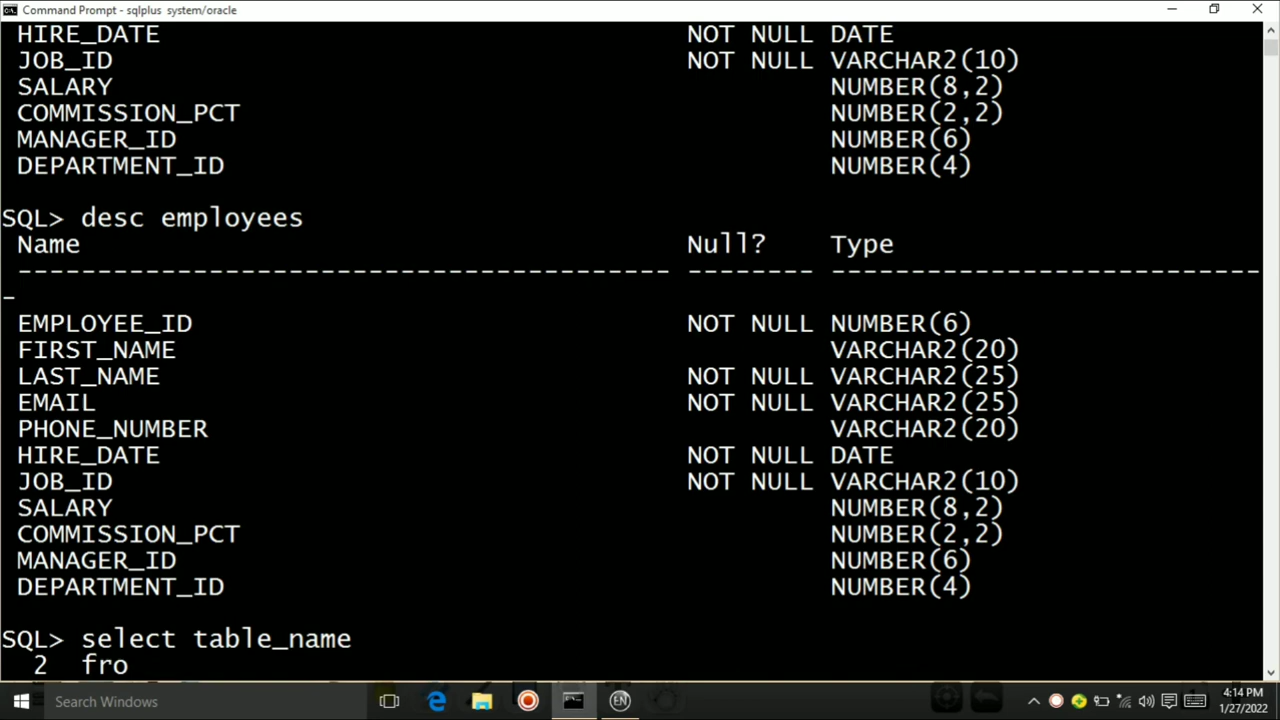 Command Prompt - sqlplus system/oracle
HIRE_DATE NOT NULL DATE
JOB_ID NOT NULL VARCHAR2(10)
SALARY NUMBER(8,2)
COMMISSION_PCT NUMBER(2,2)
MANAGER_ID NUMBER(6)
DEPARTMENT_ID NUMBER(4)
SQL> desc employees
Name Null? Type
----------------------------------------- -------- ---------------------------
-
EMPLOYEE_ID NOT NULL NUMBER(6)
FIRST_NAME VARCHAR2(20)
LAST_NAME NOT NULL VARCHAR2(25)
EMAIL NOT NULL VARCHAR2(25)
PHONE_NUMBER VARCHAR2(20)
HIRE_DATE NOT NULL DATE
JOB_ID NOT NULL VARCHAR2(10)
SALARY NUMBER(8,2)
COMMISSION_PCT NUMBER(2,2)
MANAGER_ID NUMBER(6)
DEPARTMENT_ID NUMBER(4)
SQL> select table_name
2 fro
Search Windows
EN
4:14 PM
1/27/2022